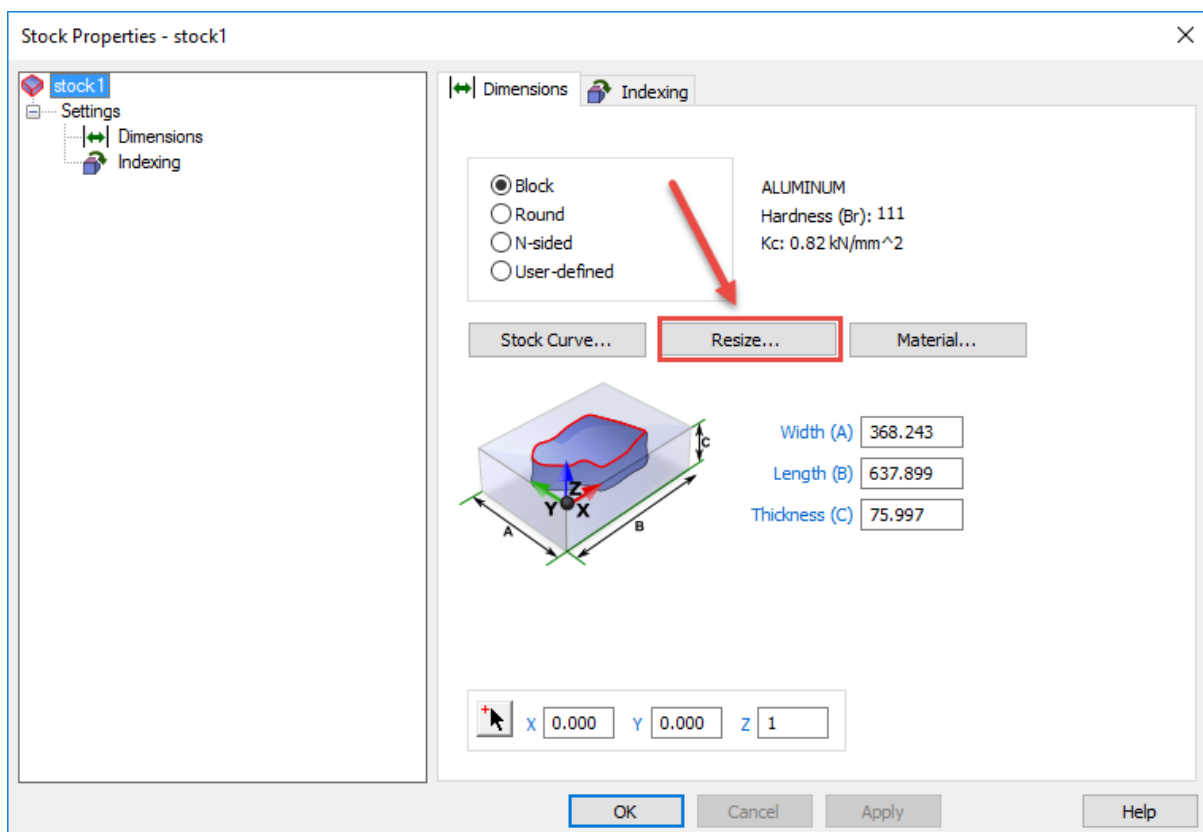 Stock Properties - stock1
stock1
Settings
Dimensions
Indexing
Dimensions
Indexing
Block
Round
N-sided
User-defined
ALUMINUM
Hardness (Br): 111
Kc: 0.82 kN/mm^2
Stock Curve...
Resize...
Material...
C
Z
Y
X
A
B
Width (A) 368.243
Length (B) 637.899
Thickness (C) 75.997
X 0.000 Y 0.000 Z 1
OK Cancel Apply Help